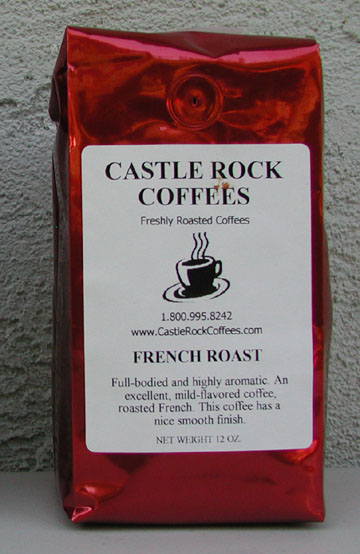 CASTLE ROCK
COFFEES
Freshly Roasted Coffees
1.800.995.8242
www.CastleRockCoffees.com
FRENCH ROAST
Full-bodied and highly aromatic. An
excellent, mild-flavored coffee,
roasted French. This coffee has a
nice smooth finish.
NET WEIGHT 12 OZ.